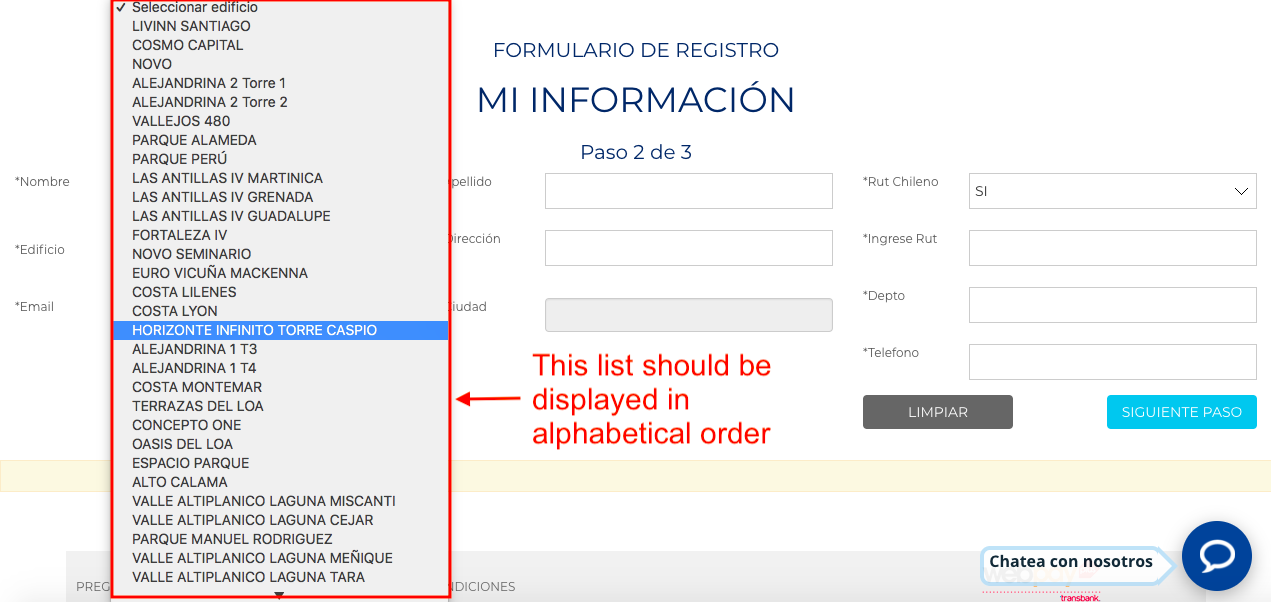 ✓ Seleccionar edificio
LIVINN SANTIAGO
COSMO CAPITAL
NOVO
ALEJANDRINA 2 Torre 1
ALEJANDRINA 2 Torre 2
VALLEJOS 480
PARQUE ALAMEDA
PARQUE PERÚ
LAS ANTILLAS IV MARTINICA
LAS ANTILLAS IV GRENADA
LAS ANTILLAS IV GUADALUPE
FORTALEZA IV
NOVO SEMINARIO
EURO VICUÑA MACKENNA
COSTA LILENES
COSTA LYON
HORIZONTE INFINITO TORRE CASPIO
ALEJANDRINA 1 T3
ALEJANDRINA 1 T4
COSTA MONTEMAR
TERRAZAS DEL LOA
CONCEPTO ONE
OASIS DEL LOA
ESPACIO PARQUE
ALTO CALAMA
VALLE ALTIPLANICO LAGUNA MISCANTI
VALLE ALTIPLANICO LAGUNA CEJAR
PARQUE MANUEL RODRIGUEZ
VALLE ALTIPLANICO LAGUNA MEÑIQUE
VALLE ALTIPLANICO LAGUNA TARA
FORMULARIO DE REGISTRO
MI INFORMACIÓN
Paso 2 de 3
*Nombre
*Edificio
*Email
pellido
Dirección
iudad
*Rut Chileno
SI
*Ingrese Rut
*Depto
*Telefono
This list should be
displayed in
alphabetical order
LIMPIAR
SIGUIENTE PASO
PREG
NDICIONES
Chatea con nosotros
transbank.